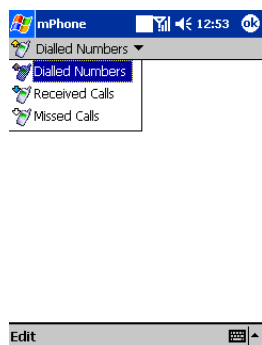 mPhone 12:53 ok
Dialled Numbers
Dialled Numbers
Received Calls
Missed Calls
Edit